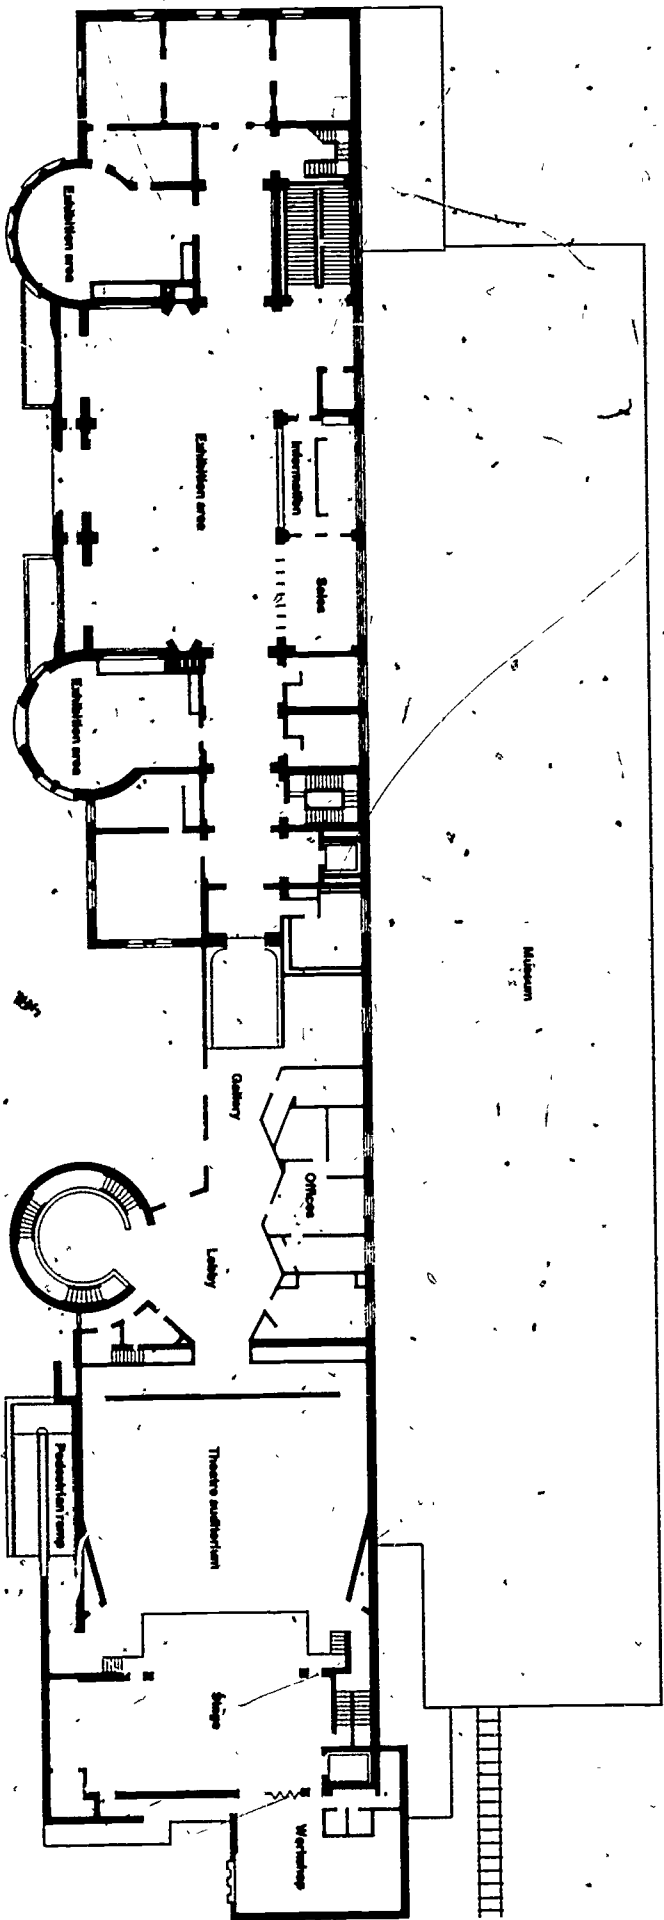 Exhibition area
Exhibition area
Information
Sales
Exhibition area
Museum
Gallery
Offices
Lobby
Theatre auditorium
Pedestrian ramp
Stage
Workshop